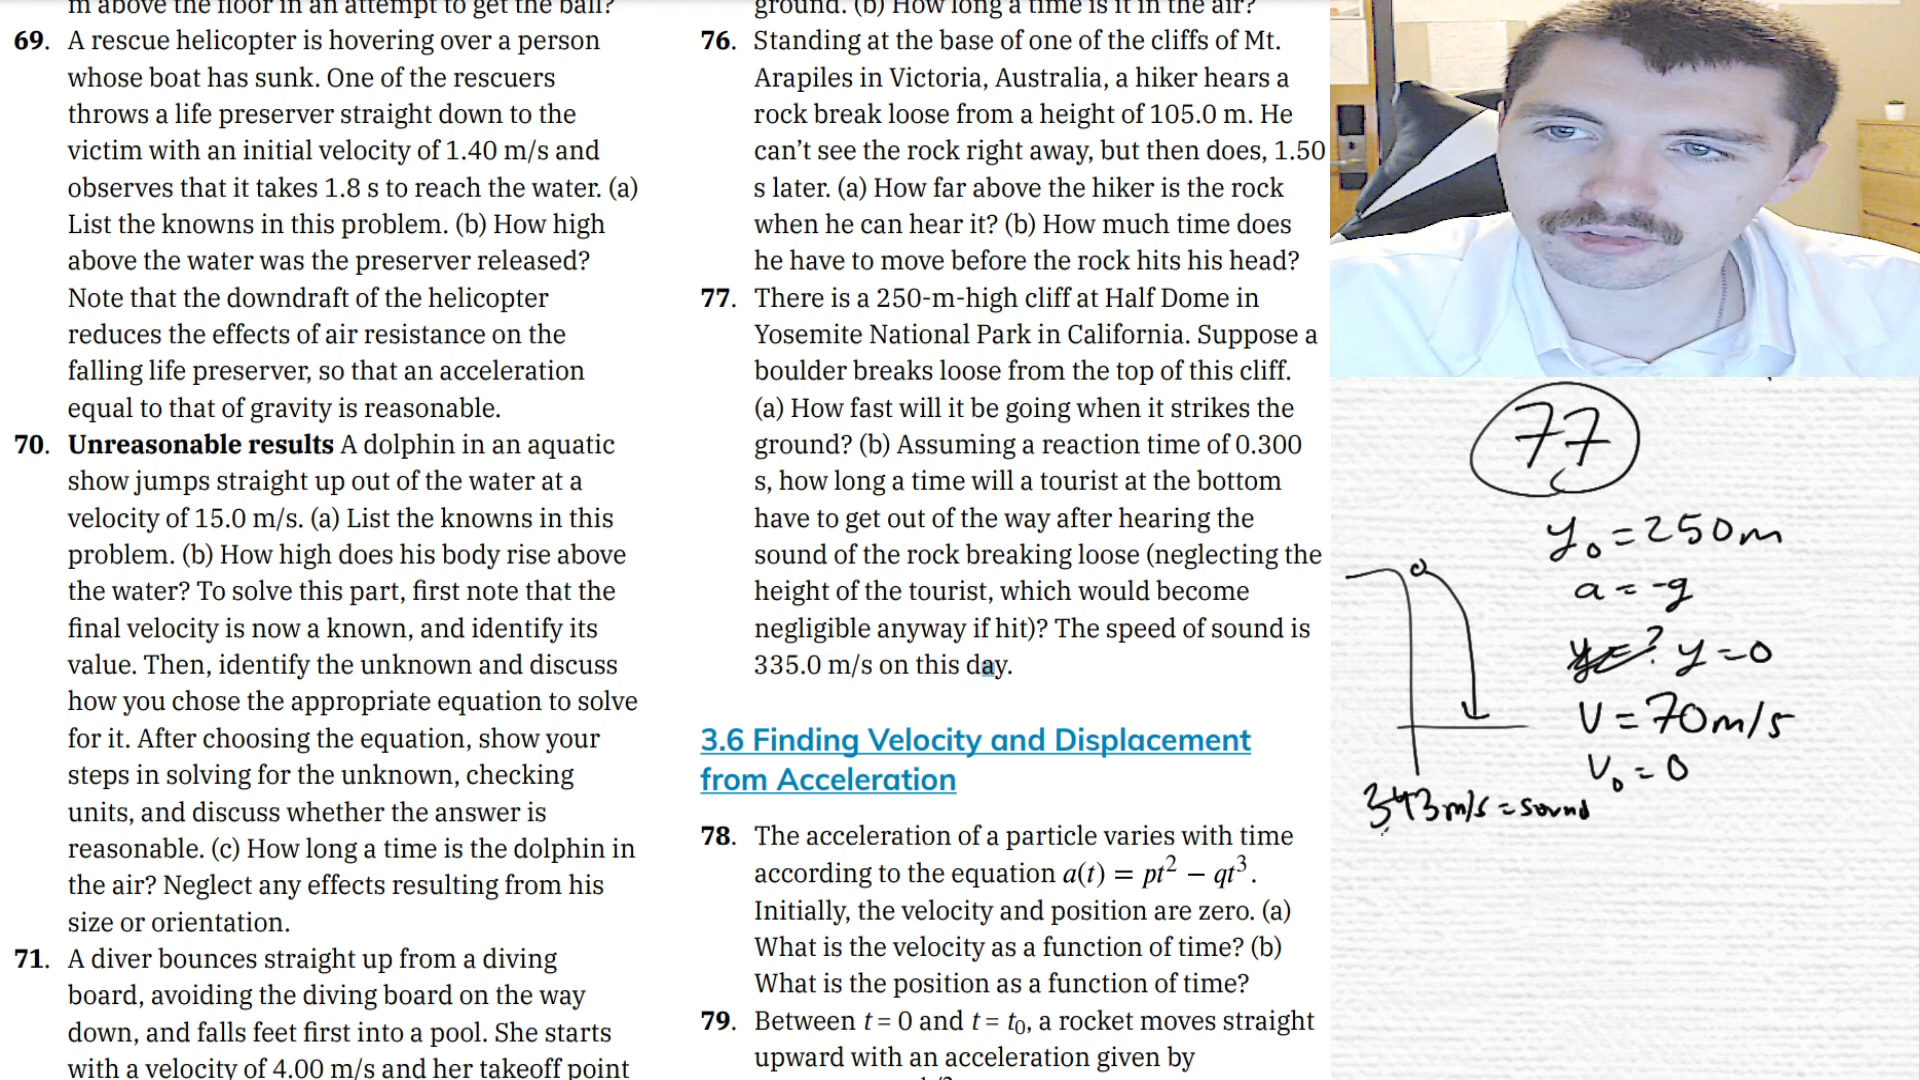 m above the floor in an attempt to get the ball?
69. A rescue helicopter is hovering over a person
whose boat has sunk. One of the rescuers
throws a life preserver straight down to the
victim with an initial velocity of 1.40 m/s and
observes that it takes 1.8 s to reach the water. (a)
List the knowns in this problem. (b) How high
above the water was the preserver released?
Note that the downdraft of the helicopter
reduces the effects of air resistance on the
falling life preserver, so that an acceleration
equal to that of gravity is reasonable.
70. Unreasonable results A dolphin in an aquatic
show jumps straight up out of the water at a
velocity of 15.0 m/s. (a) List the knowns in this
problem. (b) How high does his body rise above
the water? To solve this part, first note that the
final velocity is now a known, and identify its
value. Then, identify the unknown and discuss
how you chose the appropriate equation to solve
for it. After choosing the equation, show your
steps in solving for the unknown, checking
units, and discuss whether the answer is
reasonable. (c) How long a time is the dolphin in
the air? Neglect any effects resulting from his
size or orientation.
71. A diver bounces straight up from a diving
board, avoiding the diving board on the way
down, and falls feet first into a pool. She starts
with a velocity of 4.00 m/s and her takeoff point
ground. (b) How long a time is it in the air?
76. Standing at the base of one of the cliffs of Mt.
Arapiles in Victoria, Australia, a hiker hears a
rock break loose from a height of 105.0 m. He
can’t see the rock right away, but then does, 1.50
s later. (a) How far above the hiker is the rock
when he can hear it? (b) How much time does
he have to move before the rock hits his head?
77. There is a 250-m-high cliff at Half Dome in
Yosemite National Park in California. Suppose a
boulder breaks loose from the top of this cliff.
(a) How fast will it be going when it strikes the
ground? (b) Assuming a reaction time of 0.300
s, how long a time will a tourist at the bottom
have to get out of the way after hearing the
sound of the rock breaking loose (neglecting the
height of the tourist, which would become
negligible anyway if hit)? The speed of sound is
335.0 m/s on this day.
3.6 Finding Velocity and Displacement
from Acceleration
78. The acceleration of a particle varies with time
according to the equation a(t) = pt² − qt³.
Initially, the velocity and position are zero. (a)
What is the velocity as a function of time? (b)
What is the position as a function of time?
79. Between t = 0 and t = t₀, a rocket moves straight
upward with an acceleration given by
77
y₀ = 250m
a = -g
y = 0
v = 70m/s
v₀ = 0
343m/s = sound